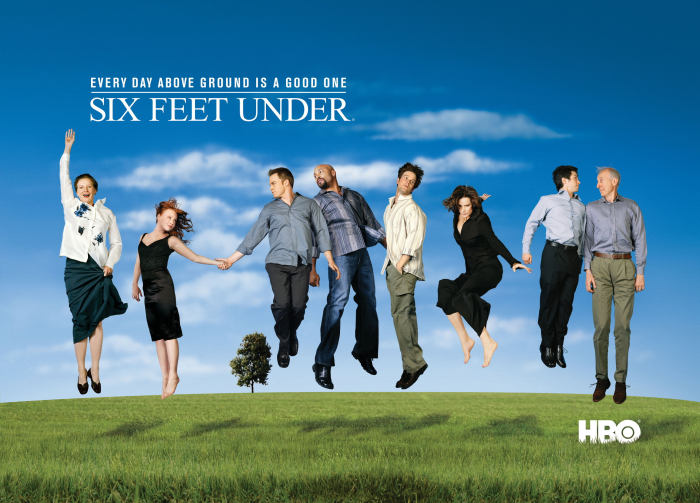 EVERY DAY ABOVE GROUND IS A GOOD ONE
SIX FEET UNDER
HBO